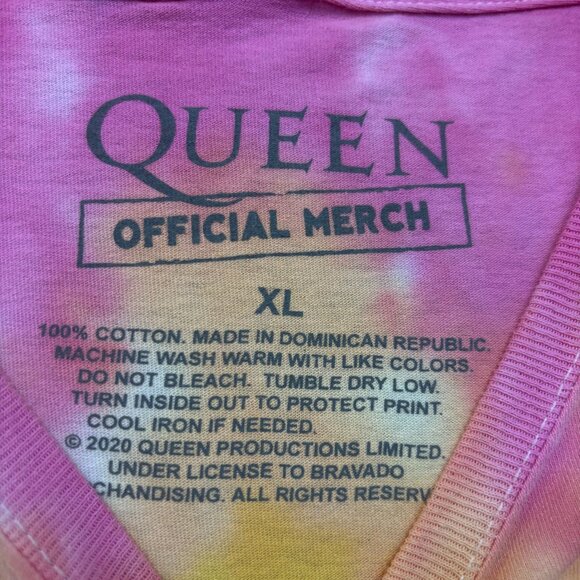 QUEEN
OFFICIAL MERCH
XL
100% COTTON. MADE IN DOMINICAN REPUBLIC.
MACHINE WASH WARM WITH LIKE COLORS.
DO NOT BLEACH. TUMBLE DRY LOW.
TURN INSIDE OUT TO PROTECT PRINT.
COOL IRON IF NEEDED.
© 2020 QUEEN PRODUCTIONS LIMITED.
UNDER LICENSE TO BRAVADO
CHANDISING. ALL RIGHTS RESERV